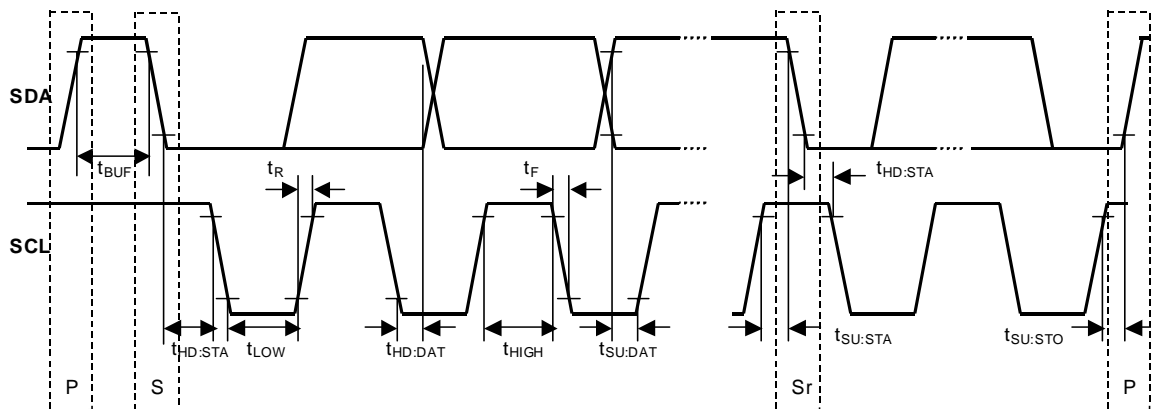 SDA
tBUF
tR
tF
tHD:STA
SCL
tHD:STA
tLOW
tHD:DAT
tHIGH
tSU:DAT
tSU:STA
tSU:STO
P
S
Sr
P